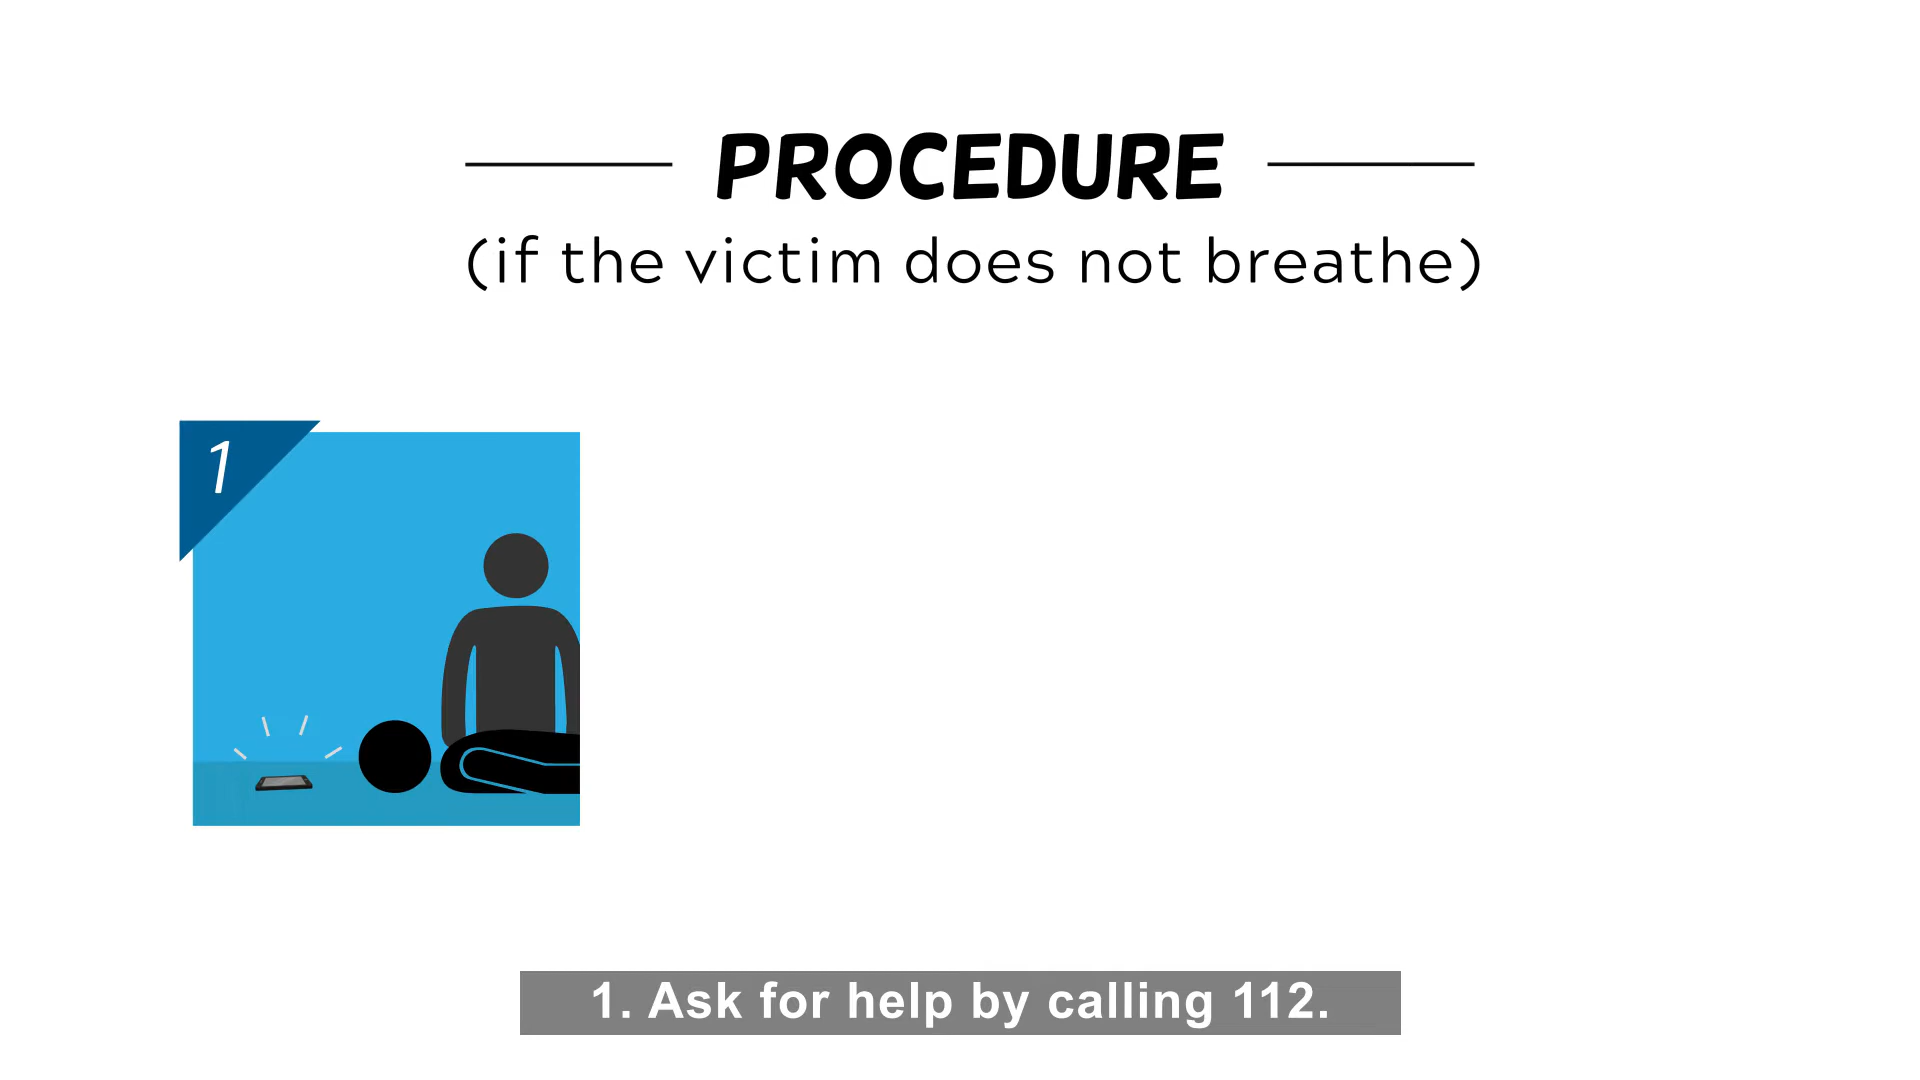 PROCEDURE
(if the victim does not breathe)
1
1. Ask for help by calling 112.